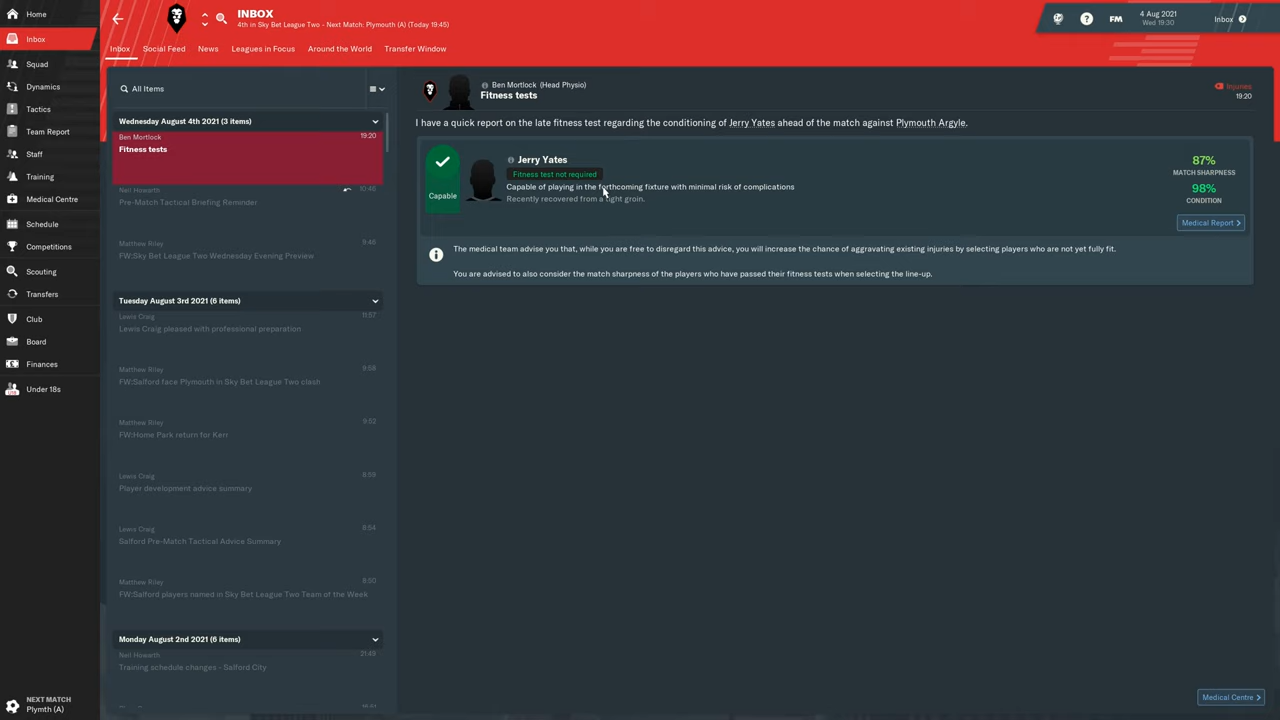 Home
Inbox
Squad
Dynamics
Tactics
Team Report
Staff
Training
Medical Centre
Schedule
Competitions
Scouting
Transfers
Club
Board
Finances
Under 18s
NEXT MATCH
Plymth (A)
INBOX
4th in Sky Bet League Two - Next Match: Plymouth (A) (Today 19:45)
FM
4 Aug 2021
Wed 19:30
Inbox
Inbox
Social Feed
News
Leagues in Focus
Around the World
Transfer Window
All Items
Wednesday August 4th 2021 (3 items)
Ben Mortlock 19:20
Fitness tests
Neil Howarth 10:46
Pre-Match Tactical Briefing Reminder
Matthew Riley 9:46
FW:Sky Bet League Two Wednesday Evening Preview
Tuesday August 3rd 2021 (6 items)
Lewis Craig 11:57
Lewis Craig pleased with professional preparation
Matthew Riley 9:58
FW:Salford face Plymouth in Sky Bet League Two clash
Matthew Riley 9:52
FW:Home Park return for Kerr
Lewis Craig 8:59
Player development advice summary
Lewis Craig 8:54
Salford Pre-Match Tactical Advice Summary
Matthew Riley 8:50
FW:Salford players named in Sky Bet League Two Team of the Week
Monday August 2nd 2021 (6 items)
Neil Howarth 21:49
Training schedule changes - Salford City
Ben Mortlock (Head Physio)
Fitness tests
Injuries
19:20
I have a quick report on the late fitness test regarding the conditioning of Jerry Yates ahead of the match against Plymouth Argyle.
Capable
Jerry Yates
Fitness test not required
Capable of playing in the forthcoming fixture with minimal risk of complications
Recently recovered from a tight groin.
87%
MATCH SHARPNESS
98%
CONDITION
Medical Report
The medical team advise you that, while you are free to disregard this advice, you will increase the chance of aggravating existing injuries by selecting players who are not yet fully fit.
You are advised to also consider the match sharpness of the players who have passed their fitness tests when selecting the line-up.
Medical Centre